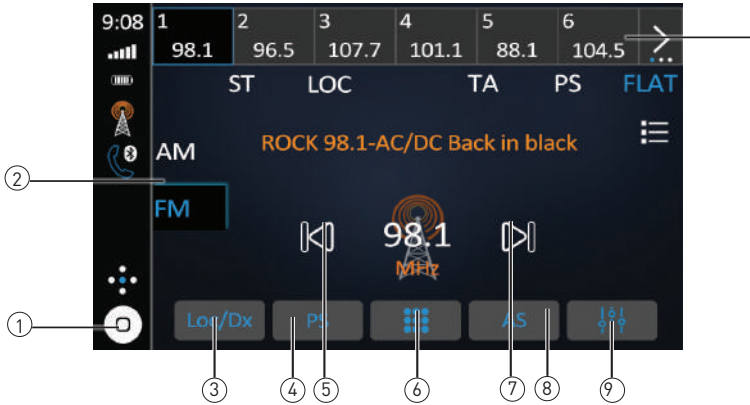 9:08
1 2 3 4 5 6
98.1 96.5 107.7 101.1 88.1 104.5
ST LOC TA PS FLAT
ROCK 98.1-AC/DC Back in black
AM
2
FM
98.1
MHz
1
Loc/Dx PS AS
3 4 5 6 7 8 9